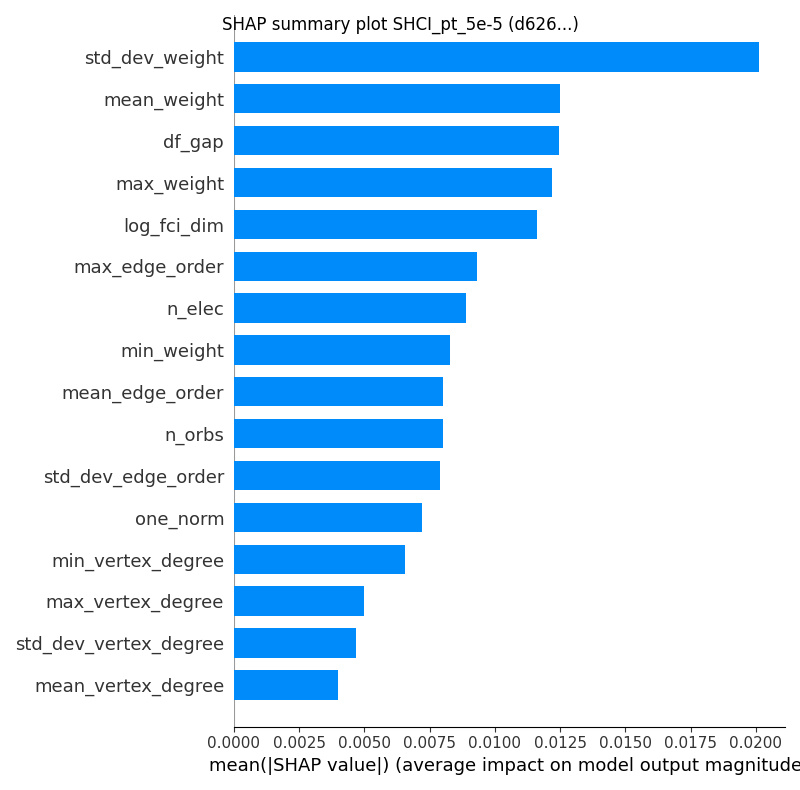 SHAP summary plot SHCI_pt_5e-5 (d626...)
std_dev_weight
mean_weight
df_gap
max_weight
log_fci_dim
max_edge_order
n_elec
min_weight
mean_edge_order
n_orbs
std_dev_edge_order
one_norm
min_vertex_degree
max_vertex_degree
std_dev_vertex_degree
mean_vertex_degree
0.0000 0.0025 0.0050 0.0075 0.0100 0.0125 0.0150 0.0175 0.0200
mean(|SHAP value|) (average impact on model output magnitude